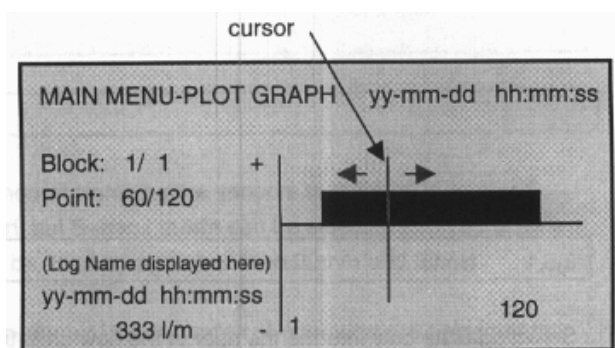 cursor
MAIN MENU-PLOT GRAPH yy-mm-dd hh:mm:ss
Block: 1/ 1 +
Point: 60/120
(Log Name displayed here)
yy-mm-dd hh:mm:ss
120
333 l/m - 1